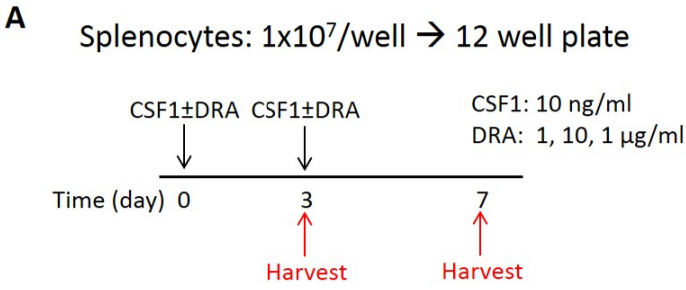 A
Splenocytes: 1x10⁷/well → 12 well plate
CSF1±DRA CSF1±DRA
CSF1: 10 ng/ml
DRA: 1, 10, 1 µg/ml
Time (day) 0 3 7
Harvest Harvest